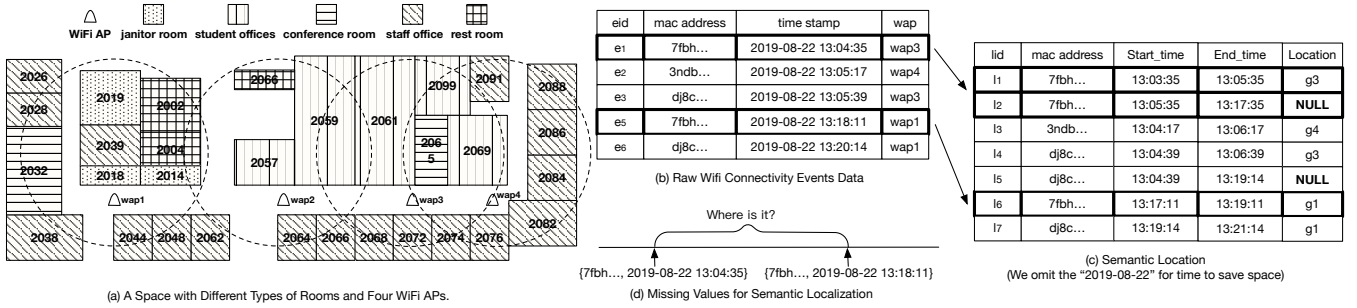 WiFi AP janitor room student offices conference room staff office rest room
2026
2028
2032
2038
2019
2002
2039
2004
2018 2014
wap1
2044 2048 2062
2066
2059 2061
2057
2099 2091
2065
2069
2088
2086
2084
2082
wap2 wap3 wap4
2064 2066 2068 2072 2074 2076
(a) A Space with Different Types of Rooms and Four WiFi APs.
eid mac address time stamp wap
e1 7fbh… 2019-08-22 13:04:35 wap3
e2 3ndb… 2019-08-22 13:05:17 wap4
e3 dj8c… 2019-08-22 13:05:39 wap3
e5 7fbh… 2019-08-22 13:18:11 wap1
e6 dj8c… 2019-08-22 13:20:14 wap1
(b) Raw Wifi Connectivity Events Data
Where is it?
{7fbh…, 2019-08-22 13:04:35} {7fbh…, 2019-08-22 13:18:11}
(d) Missing Values for Semantic Localization
lid mac address Start_time End_time Location
l1 7fbh… 13:03:35 13:05:35 g3
l2 7fbh… 13:05:35 13:17:35 NULL
l3 3ndb… 13:04:17 13:06:17 g4
l4 dj8c… 13:04:39 13:06:39 g3
l5 dj8c… 13:04:39 13:19:14 NULL
l6 7fbh… 13:17:11 13:19:11 g1
l7 dj8c… 13:19:14 13:21:14 g1
(c) Semantic Location
(We omit the “2019-08-22” for time to save space)